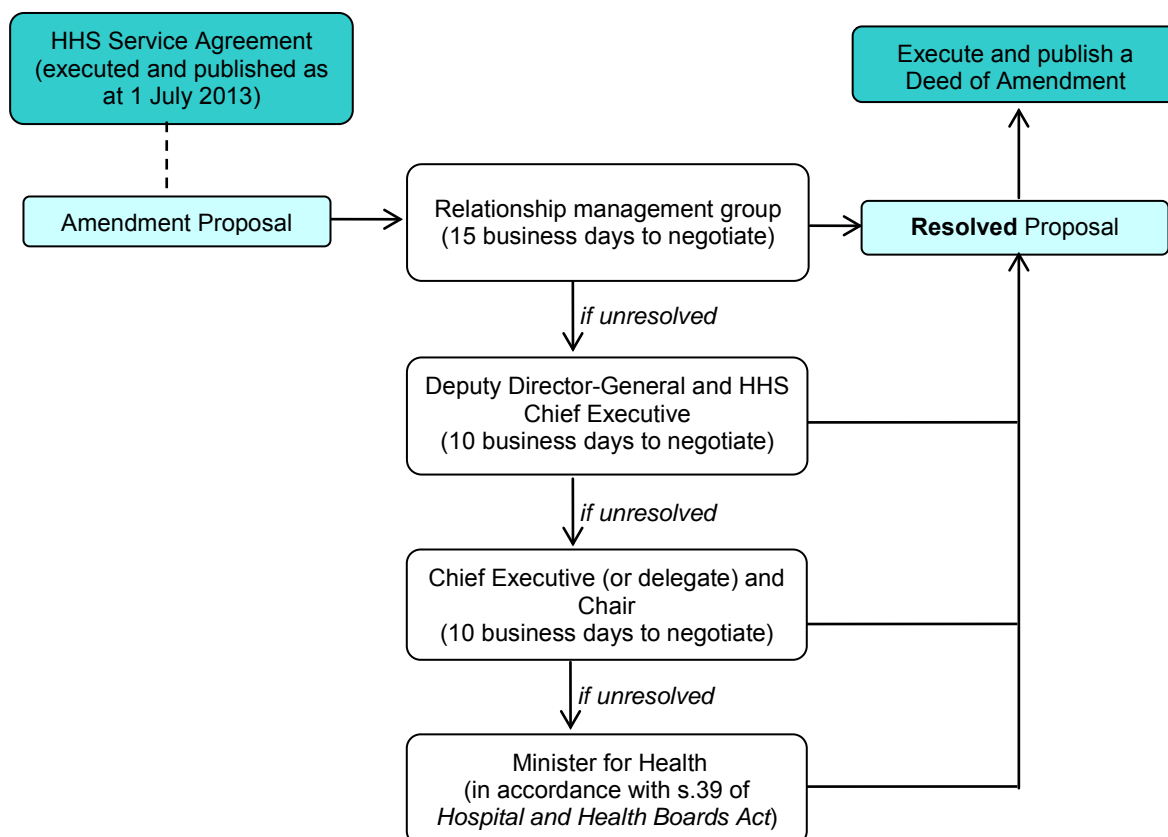 HHS Service Agreement
(executed and published as
at 1 July 2013)
Execute and publish a
Deed of Amendment
Amendment Proposal
Relationship management group
(15 business days to negotiate)
Resolved Proposal
if unresolved
Deputy Director-General and HHS
Chief Executive
(10 business days to negotiate)
if unresolved
Chief Executive (or delegate) and
Chair
(10 business days to negotiate)
if unresolved
Minister for Health
(in accordance with s.39 of
Hospital and Health Boards Act)